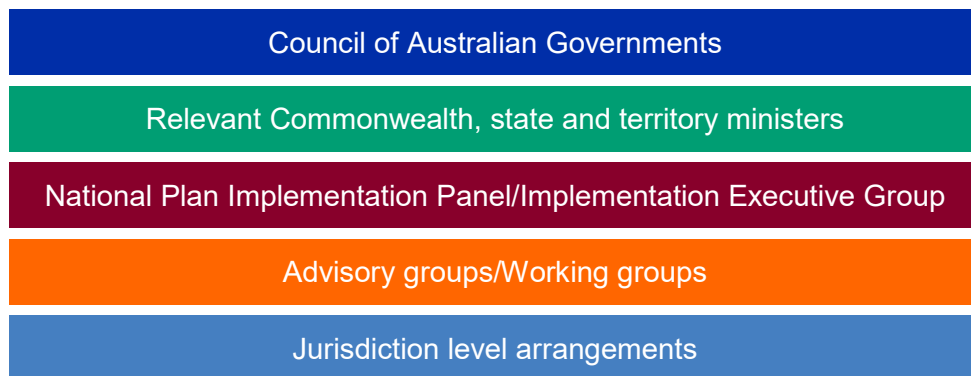 Council of Australian Governments
Relevant Commonwealth, state and territory ministers
National Plan Implementation Panel/Implementation Executive Group
Advisory groups/Working groups
Jurisdiction level arrangements